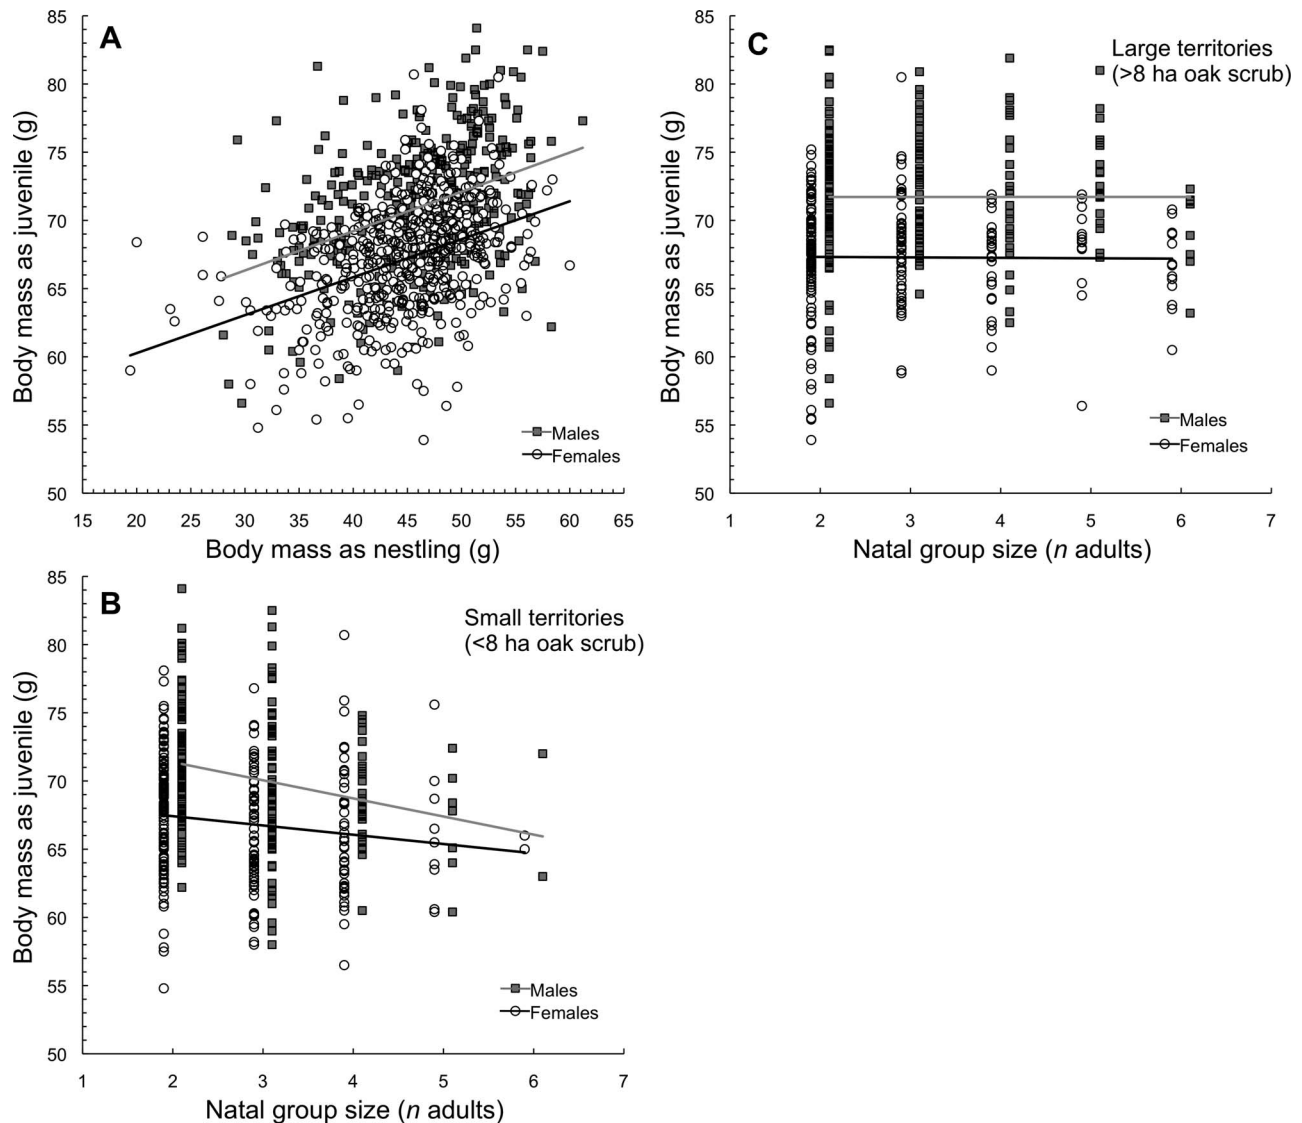 A
Body mass as juvenile (g)
85
80
75
70
65
60
55
50
15 20 25 30 35 40 45 50 55 60 65
Body mass as nestling (g)
Males
Females
C
Large territories
(>8 ha oak scrub)
Body mass as juvenile (g)
85
80
75
70
65
60
55
50
1 2 3 4 5 6 7
Natal group size (n adults)
Males
Females
B
Small territories
(<8 ha oak scrub)
Body mass as juvenile (g)
85
80
75
70
65
60
55
50
1 2 3 4 5 6 7
Natal group size (n adults)
Males
Females